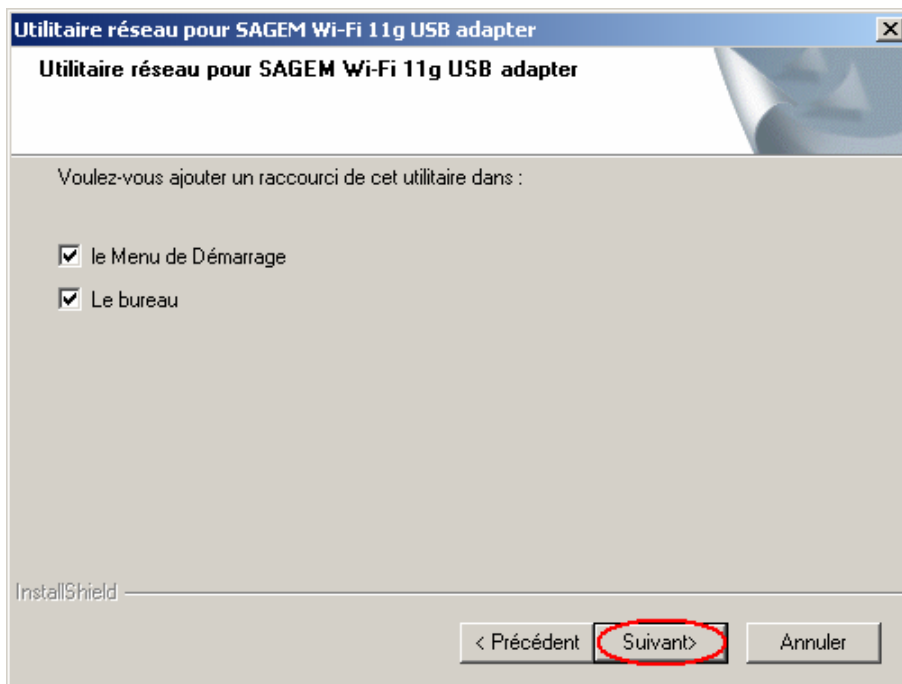 Utilitaire réseau pour SAGEM Wi-Fi 11g USB adapter
Utilitaire réseau pour SAGEM Wi-Fi 11g USB adapter
Voulez-vous ajouter un raccourci de cet utilitaire dans :
le Menu de Démarrage
Le bureau
InstallShield
< Précédent Suivant> Annuler